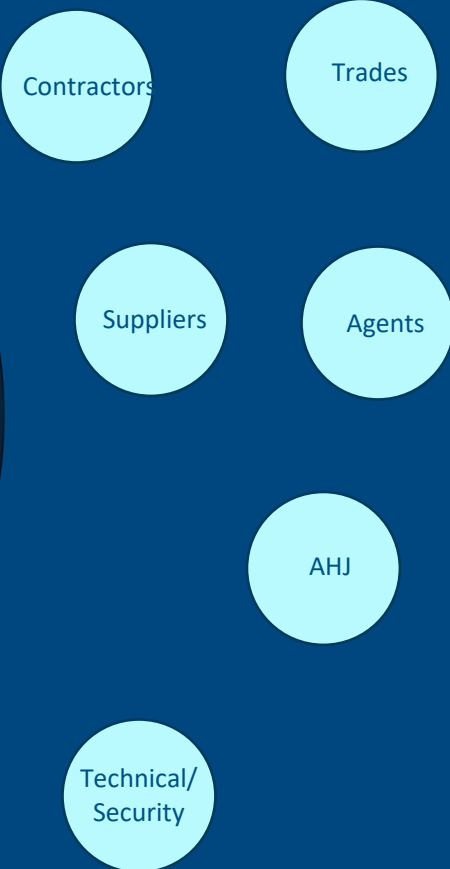 Contractors
Trades
Suppliers
Agents
AHJ
Technical/
Security